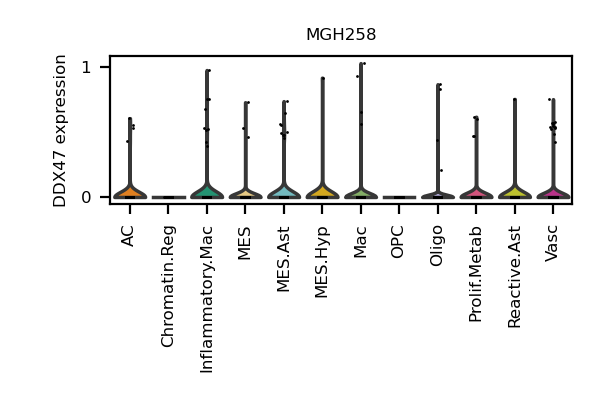 MGH258
DDX47 expression
1
0
AC
Chromatin.Reg
Inflammatory.Mac
MES
MES.Ast
MES.Hyp
Mac
OPC
Oligo
Prolif.Metab
Reactive.Ast
Vasc